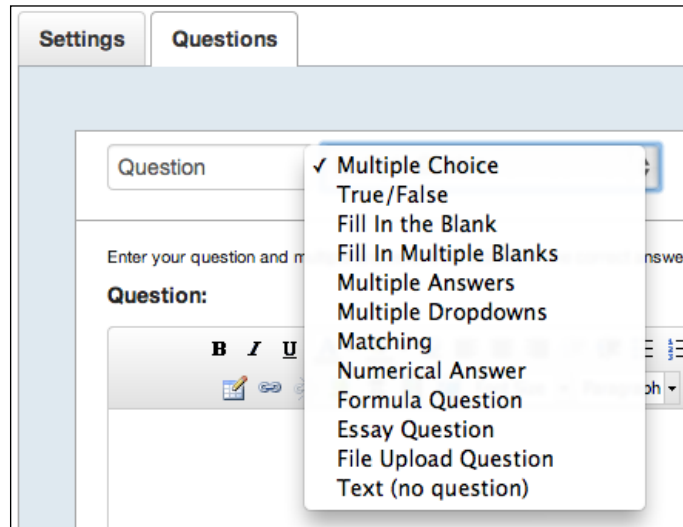 Settings Questions
Question ✓ Multiple Choice
True/False
Fill In the Blank
Fill In Multiple Blanks
Multiple Answers
Multiple Dropdowns
Matching
Numerical Answer
Formula Question
Essay Question
File Upload Question
Text (no question)
Enter your question and
Question:
B I U